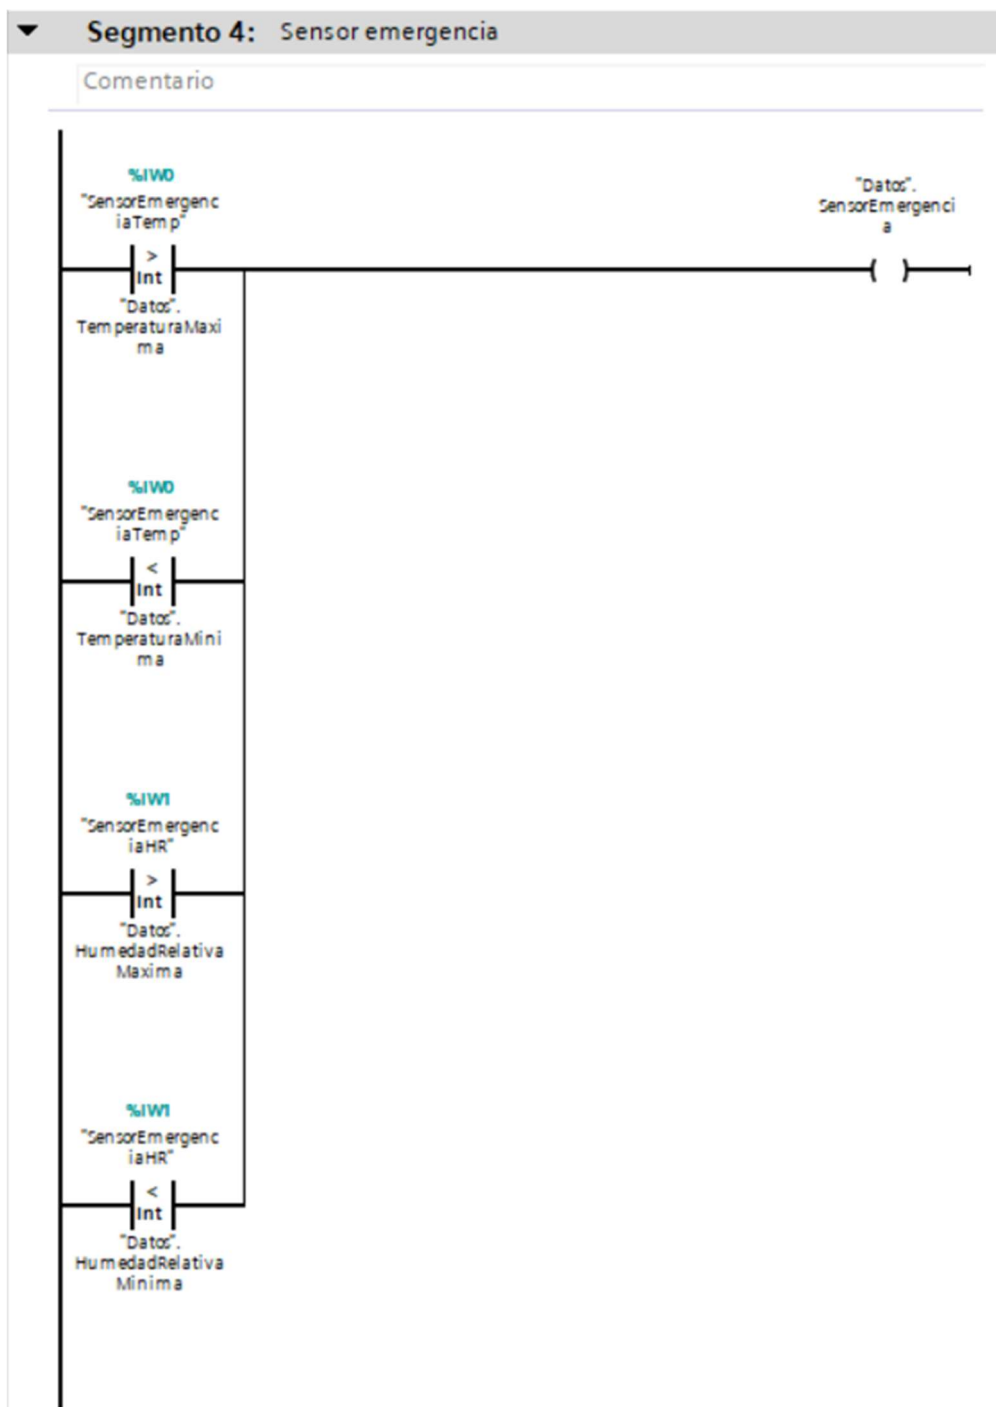 Segmento 4: Sensor emergencia
Comentario
%IW0
"SensorEmergenc
iaTemp"
>
Int
"Datos".
TemperaturaMaxi
ma
"Datos".
SensorEmergenci
a
%IW0
"SensorEmergenc
iaTemp"
<
Int
"Datos".
TemperaturaMini
ma
%IW1
"SensorEmergenc
iaHR"
>
Int
"Datos".
HumedadRelativa
Maxima
%IW1
"SensorEmergenc
iaHR"
<
Int
"Datos".
HumedadRelativa
Minima